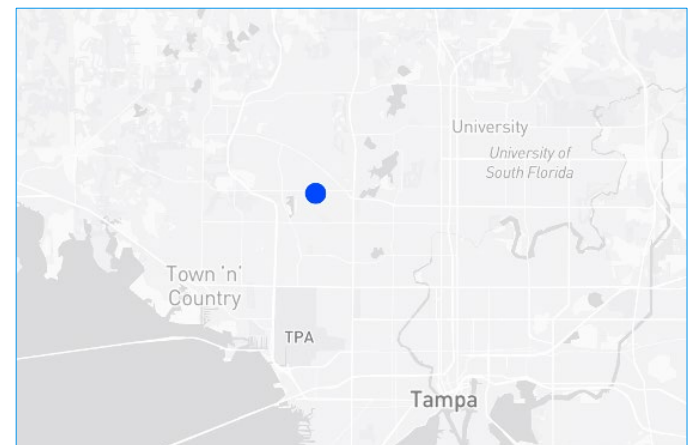 University
University of
South Florida
Town 'n'
Country
TPA
Tampa